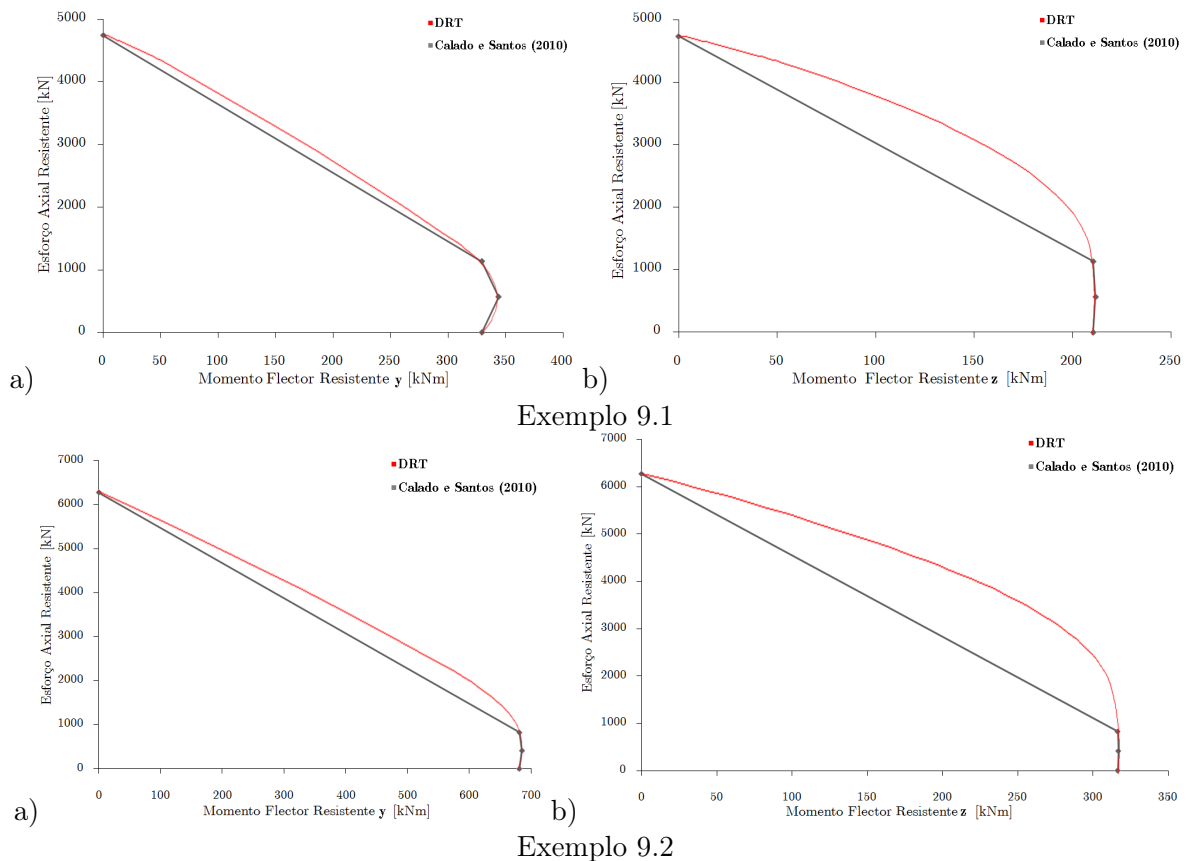 DRT
Calado e Santos (2010)
Esforço Axial Resistente [kN]
5000
4000
3000
2000
1000
0
0 50 100 150 200 250 300 350 400
Momento Flector Resistente y [kNm]
a)
DRT
Calado e Santos (2010)
Esforço Axial Resistente [kN]
5000
4000
3000
2000
1000
0
0 50 100 150 200 250
Momento Flector Resistente z [kNm]
b)
Exemplo 9.1
DRT
Calado e Santos (2010)
Esforço Axial Resistente [kN]
7000
6000
5000
4000
3000
2000
1000
0
0 100 200 300 400 500 600 700
Momento Flector Resistente y [kNm]
a)
DRT
Calado e Santos (2010)
Esforço Axial Resistente [kN]
7000
6000
5000
4000
3000
2000
1000
0
0 50 100 150 200 250 300 350
Momento Flector Resistente z [kNm]
b)
Exemplo 9.2